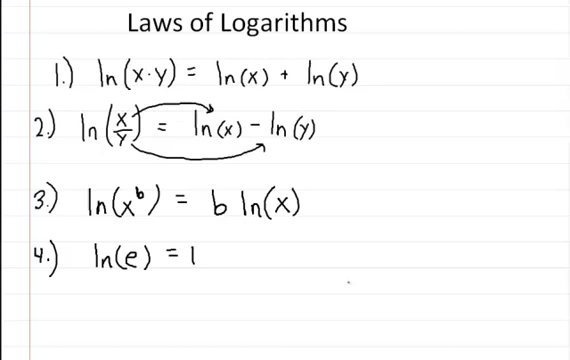 Laws of Logarithms
1.) ln(x·y) = ln(x) + ln(y)
2.) ln(x/y) = ln(x) - ln(y)
3.) ln(x^b) = b ln(x)
4.) ln(e) = 1